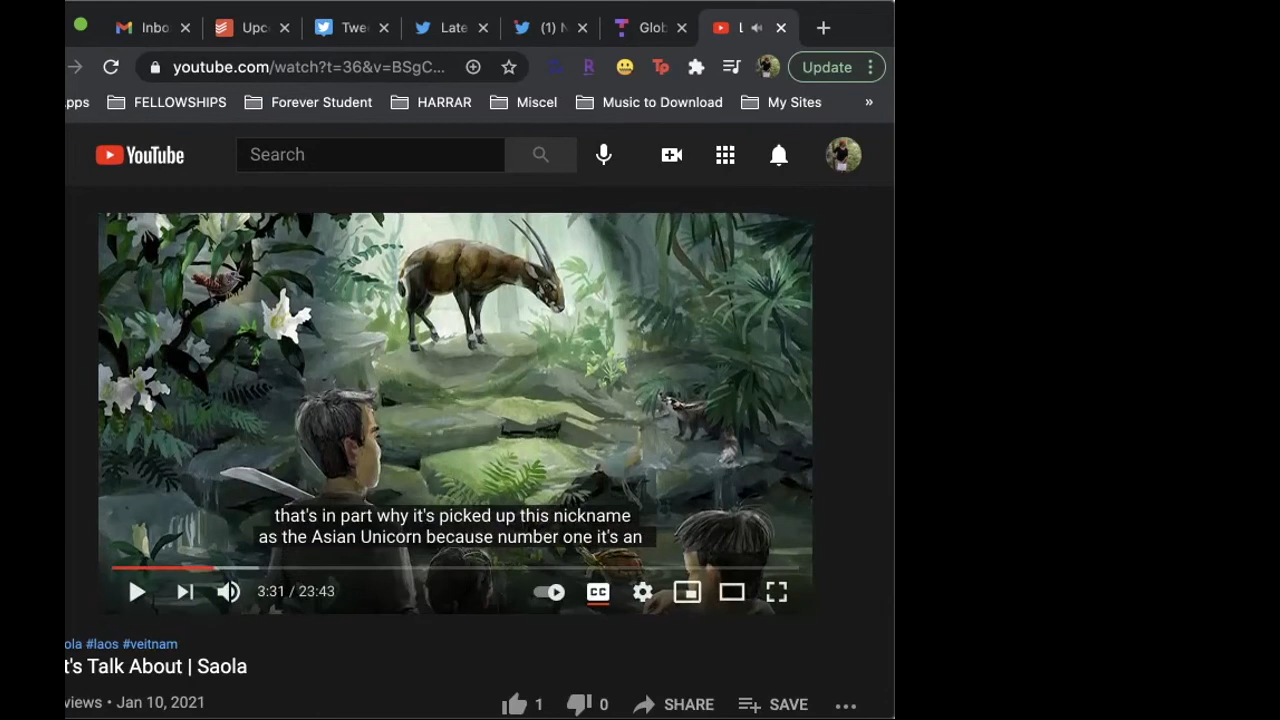 Inbo
Upc
Twe
Late
(1) N
Glob
youtube.com/watch?t=36&v=BSgC...
R
Tp
Update
pps
FELLOWSHIPS
Forever Student
HARRAR
Miscel
Music to Download
My Sites
»
YouTube
Search
that's in part why it's picked up this nickname
as the Asian Unicorn because number one it's an
3:31 / 23:43
CC
ola #laos #veitnam
t's Talk About | Saola
views • Jan 10, 2021
1
0
SHARE
SAVE